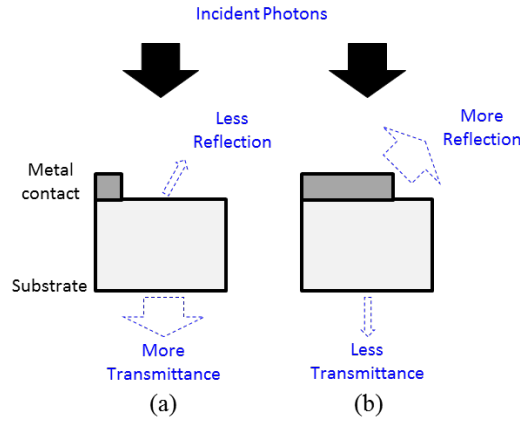 Incident Photons
Less
Reflection
More
Reflection
Metal
contact
Substrate
More
Transmittance
Less
Transmittance
(a)
(b)